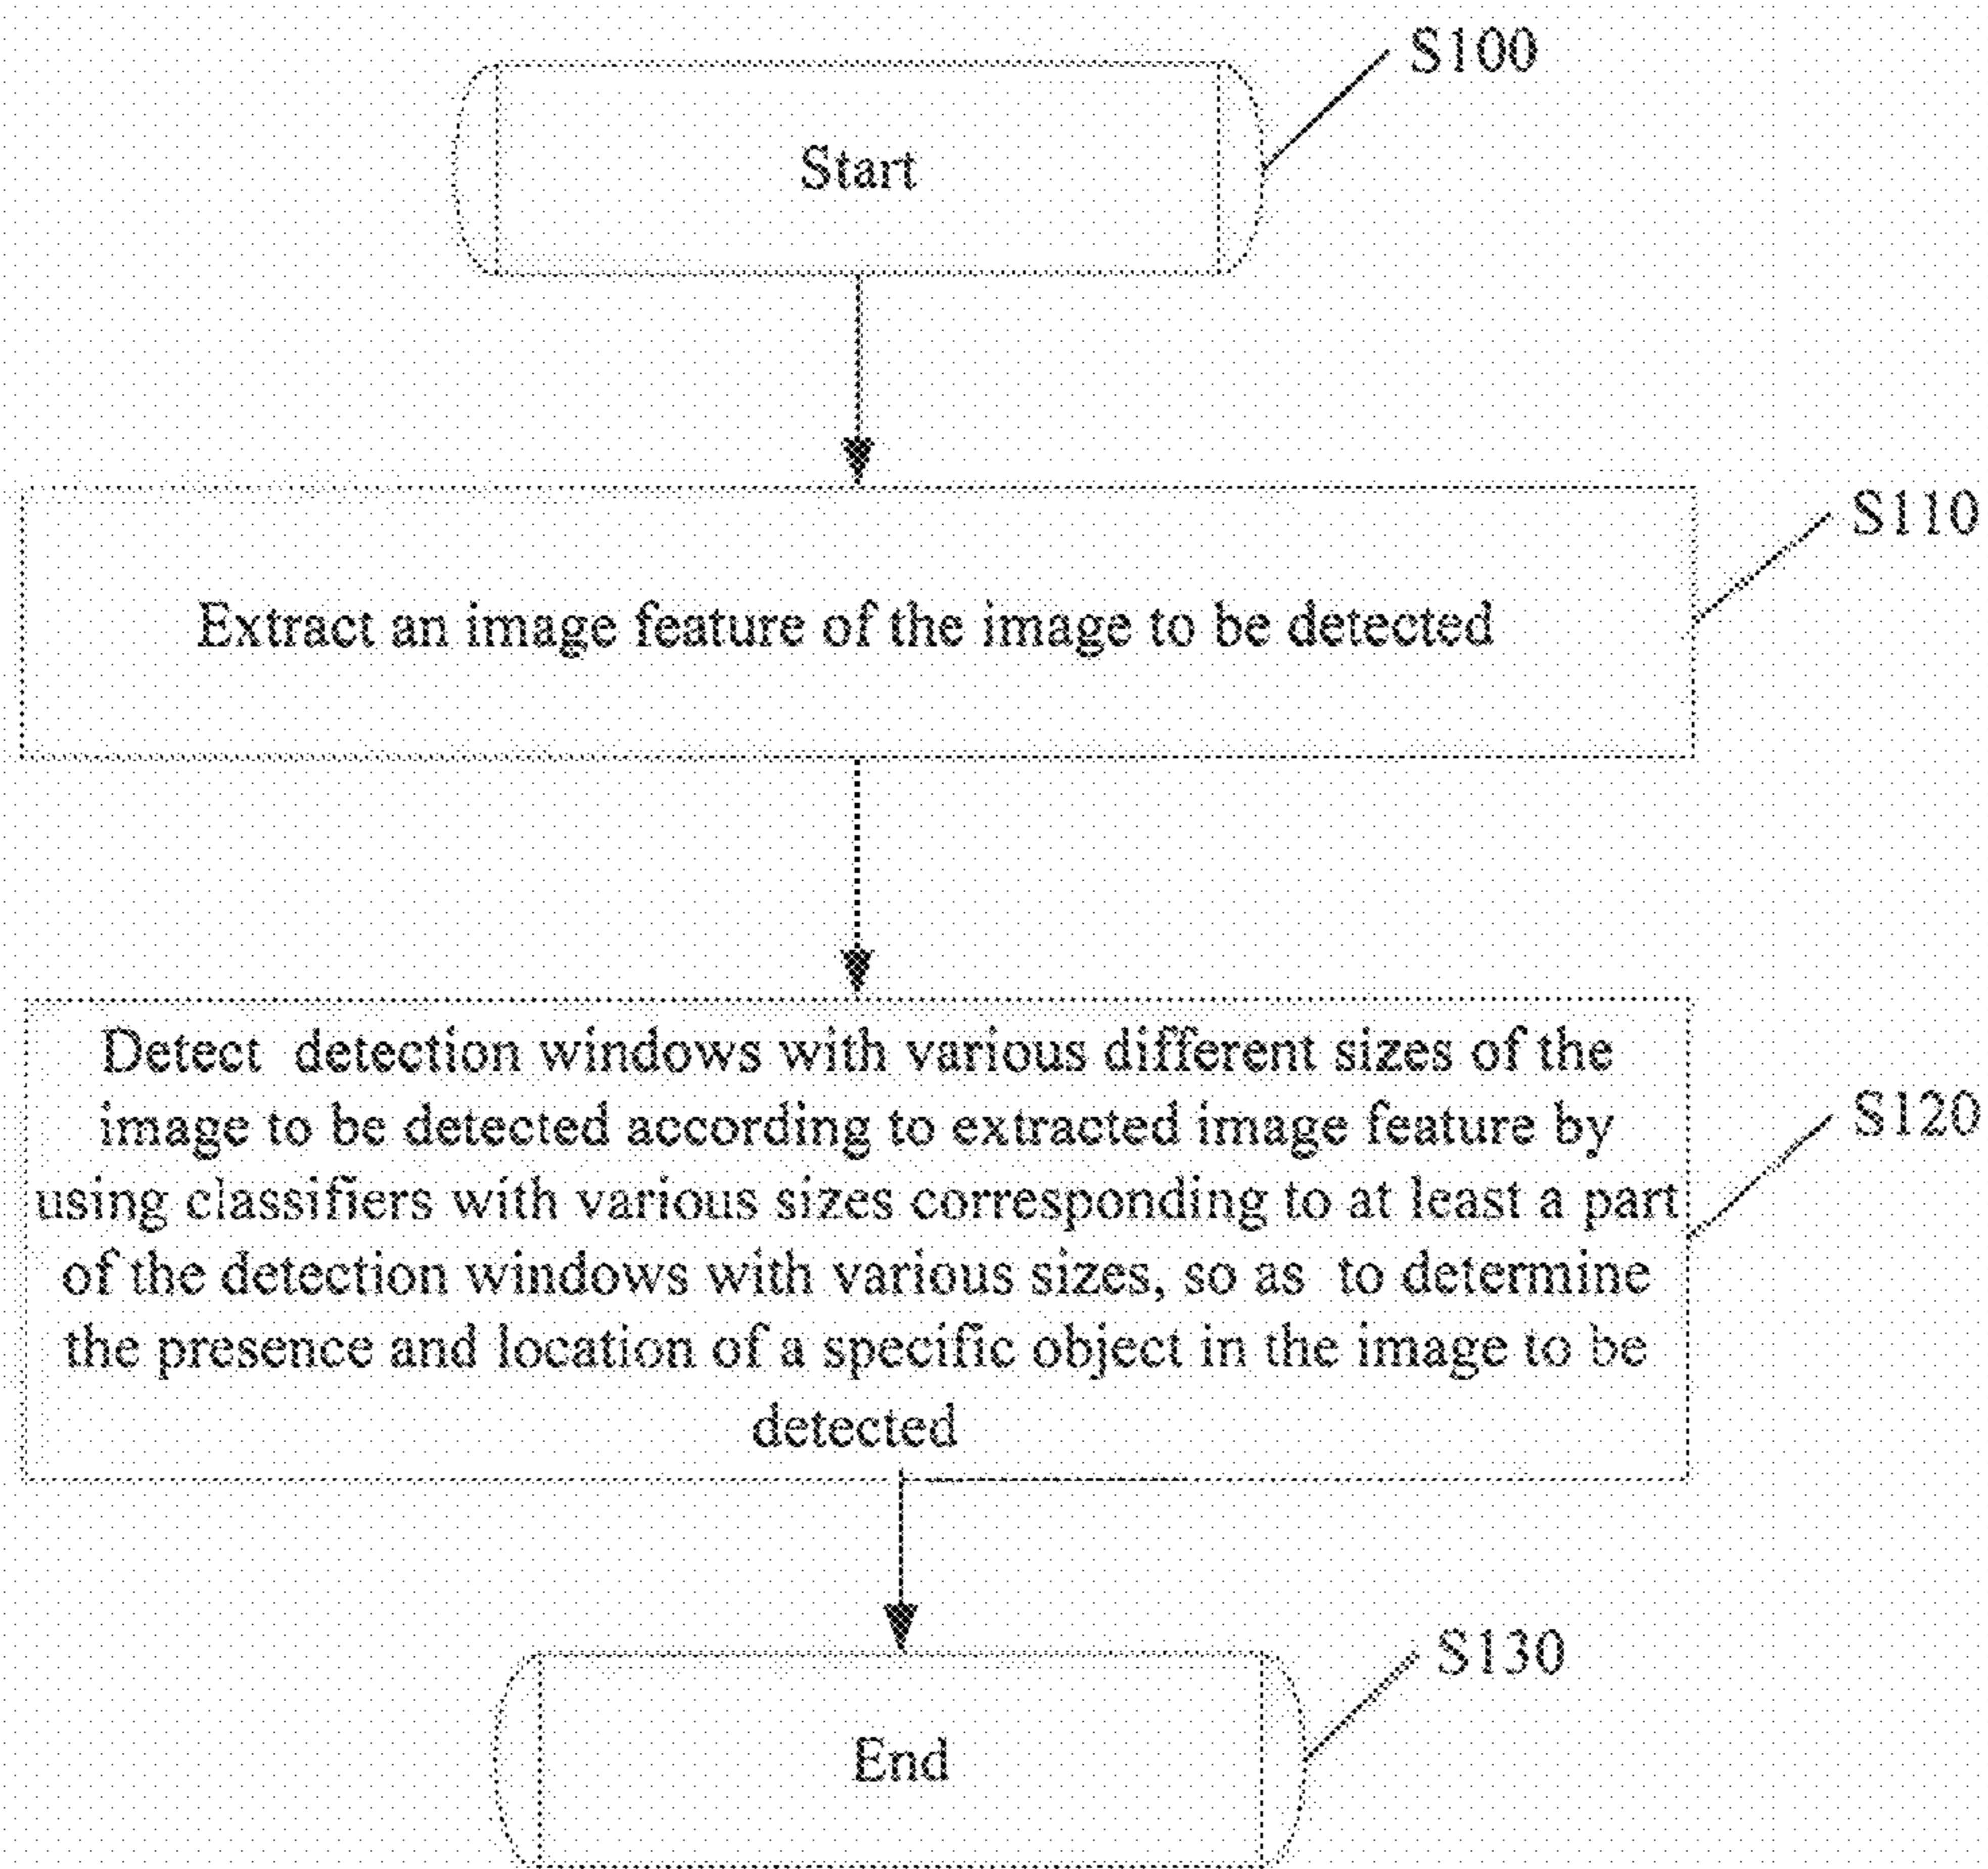 S100
Start
S110
Extract an image feature of the image to be detected
Detect detection windows with various different sizes of the
image to be detected according to extracted image feature by
S120
using classifiers with various sizes corresponding to at least a part
of the detection windows with various sizes, so as to determine
the presence and location of a specific object in the image to be
detected
S130
End